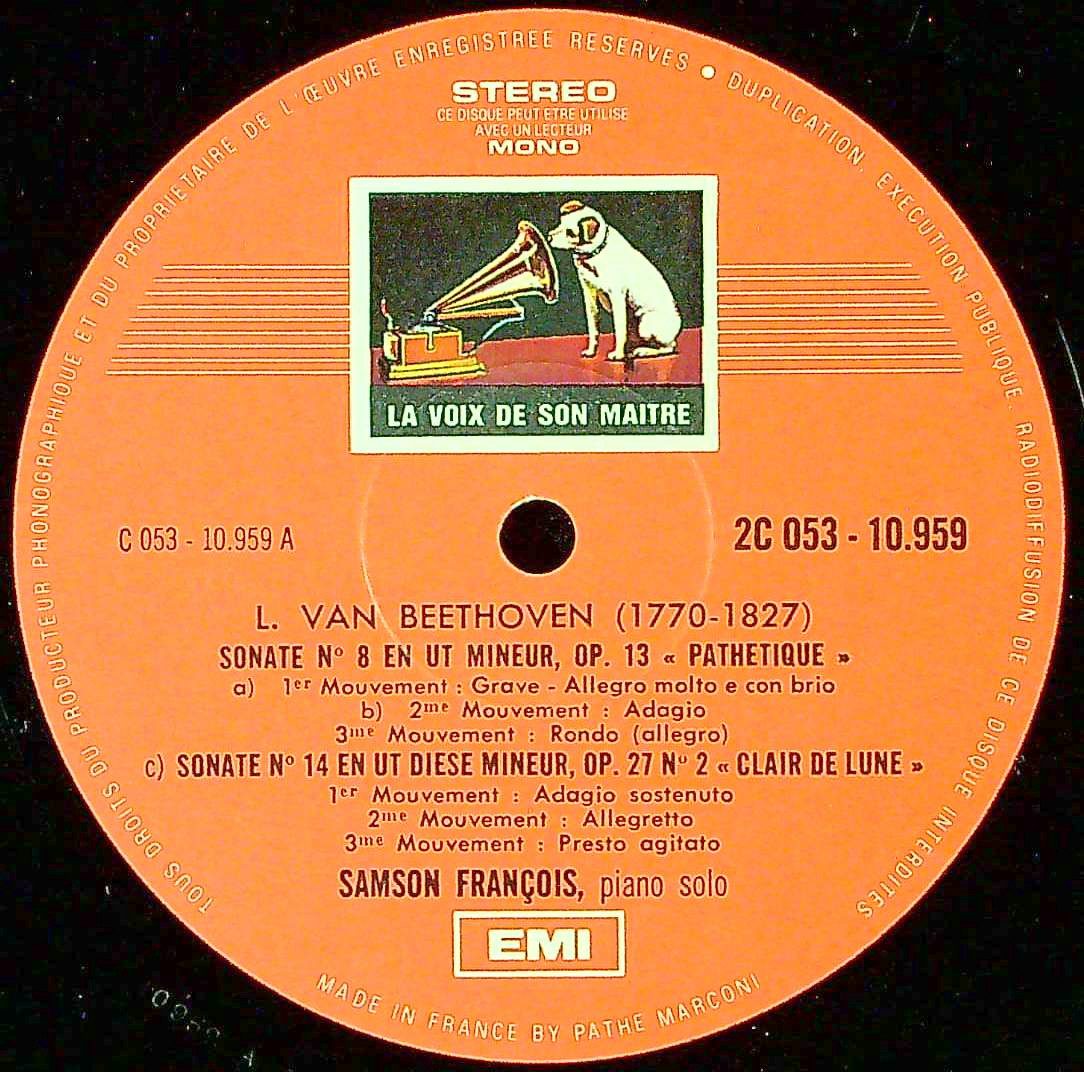 TOUS DROITS DU PRODUCTEUR PHONOGRAPHIQUE ET DU PROPRIETAIRE DE L'ŒUVRE ENREGISTREE RESERVES • DUPLICATION. EXECUTION PUBLIQUE. RADIODIFFUSION DE CE DISQUE INTERDITES
STEREO
CE DISQUE PEUT ETRE UTILISE
AVEC UN LECTEUR
MONO
LA VOIX DE SON MAITRE
C 053 - 10.959 A
2C 053 - 10.959
L. VAN BEETHOVEN (1770-1827)
SONATE Nº 8 EN UT MINEUR, OP. 13 « PATHETIQUE »
a) 1er Mouvement : Grave - Allegro molto e con brio
b) 2me Mouvement : Adagio
3me Mouvement : Rondo (allegro)
c) SONATE Nº 14 EN UT DIESE MINEUR, OP. 27 Nº 2 « CLAIR DE LUNE »
1er Mouvement : Adagio sostenuto
2me Mouvement : Allegretto
3me Mouvement : Presto agitato
SAMSON FRANÇOIS, piano solo
EMI
MADE IN FRANCE BY PATHE MARCONI